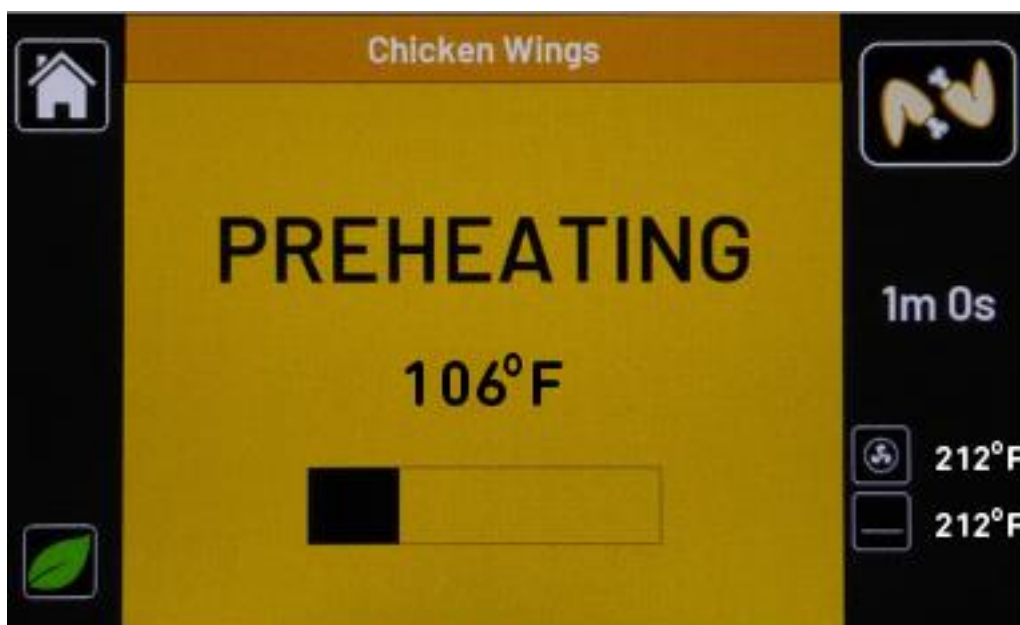 Chicken Wings
PREHEATING
106°F
1m 0s
212°F
212°F